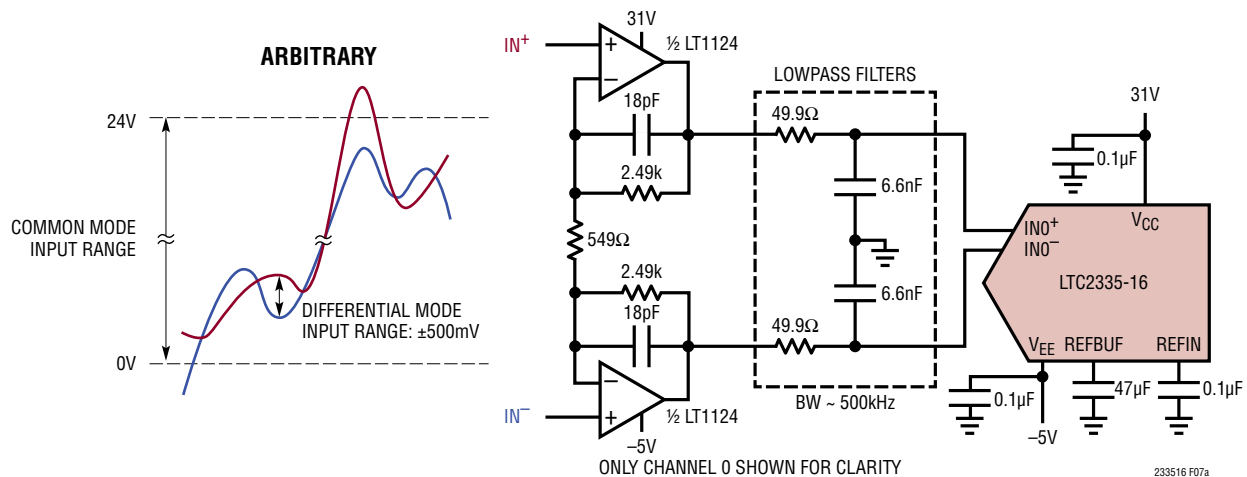 ARBITRARY
24V
COMMON MODE
INPUT RANGE
DIFFERENTIAL MODE
INPUT RANGE: ±500mV
0V
IN+
31V
½ LT1124
+
–
18pF
2.49k
549Ω
2.49k
18pF
–
+
IN–
½ LT1124
–5V
LOWPASS FILTERS
49.9Ω
6.6nF
6.6nF
49.9Ω
BW ~ 500kHz
31V
0.1µF
VCC
IN0+
IN0–
LTC2335-16
VEE REFBUF REFIN
0.1µF
47µF
0.1µF
–5V
ONLY CHANNEL 0 SHOWN FOR CLARITY
233516 F07a